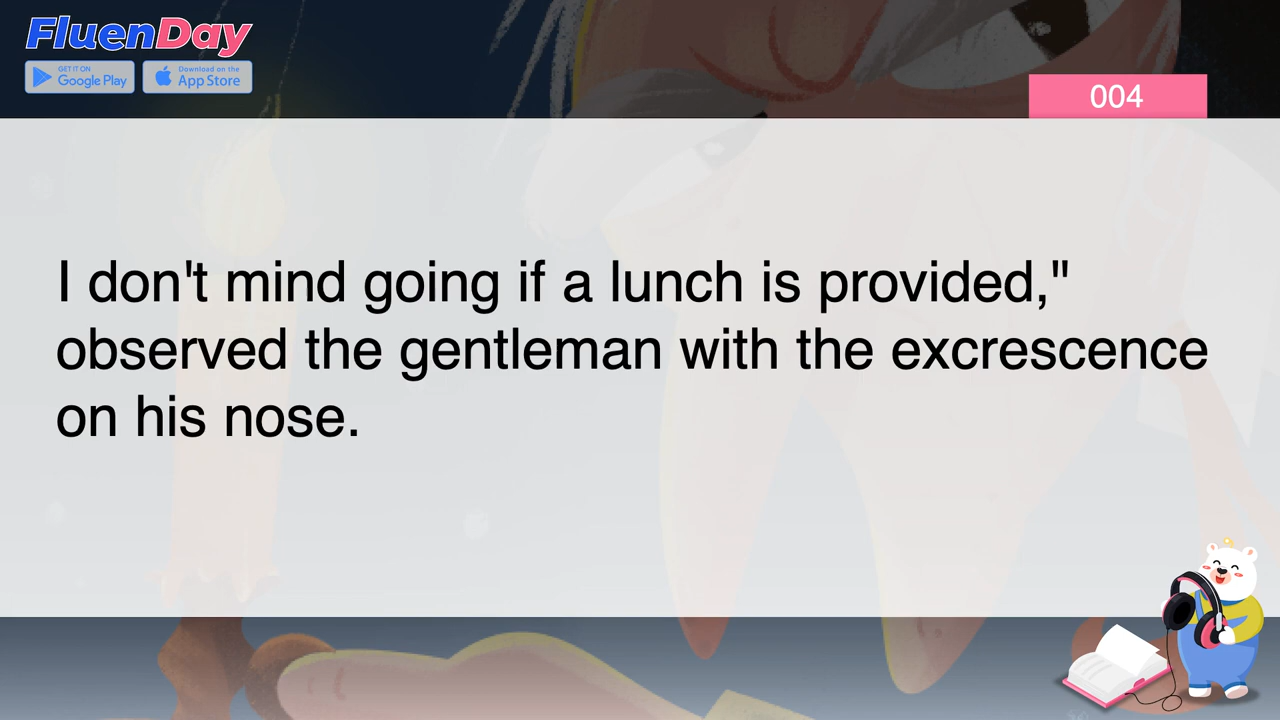 FluenDay
GET IT ON
Google Play
Download on the
App Store
004
I don't mind going if a lunch is provided,"
observed the gentleman with the excrescence
on his nose.